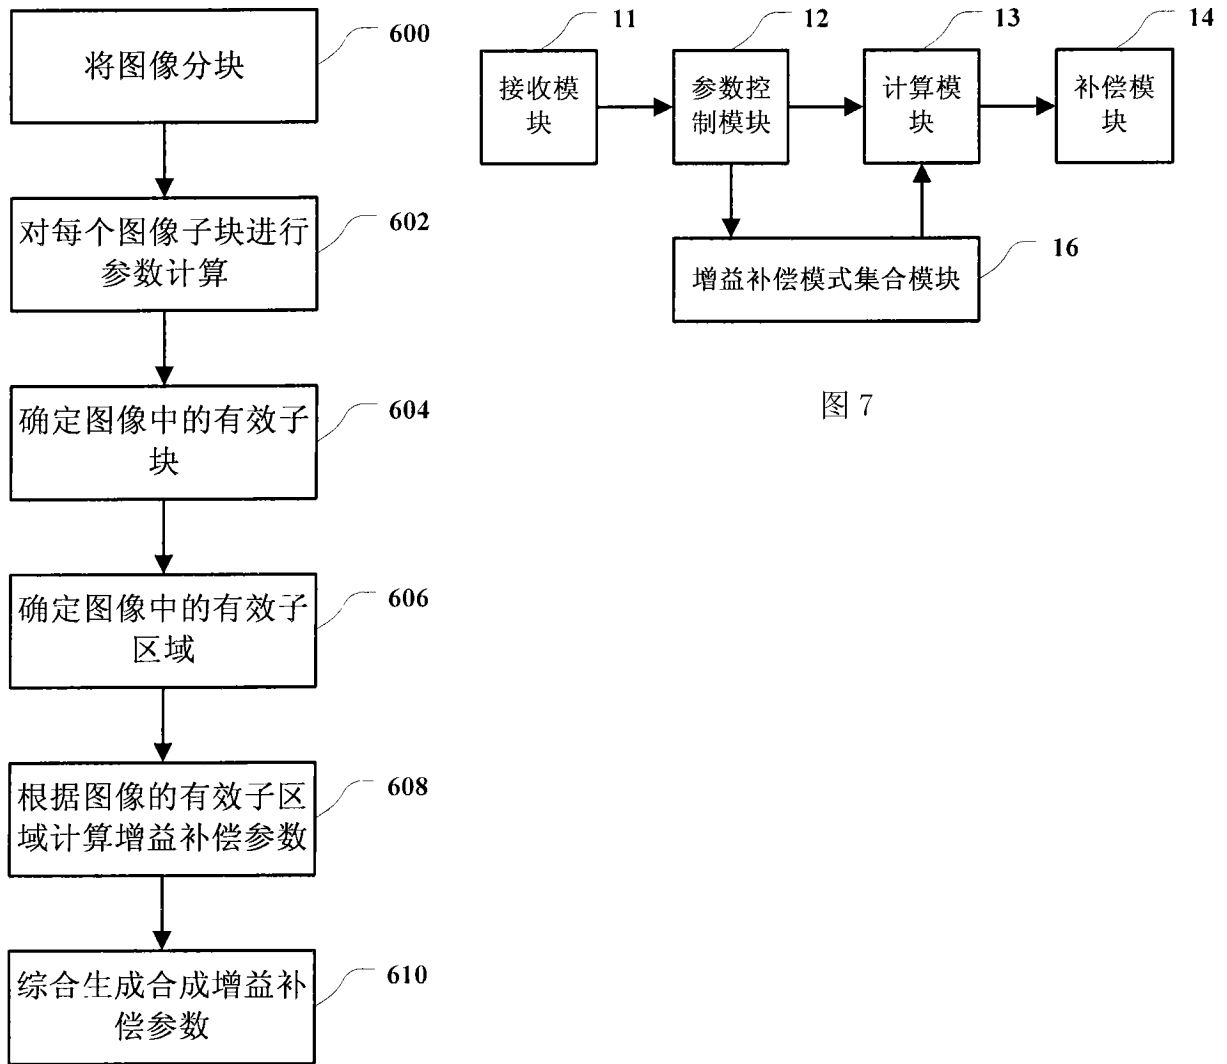 将图像分块
600
对每个图像子块进行
参数计算
602
确定图像中的有效子
块
604
确定图像中的有效子
区域
606
根据图像的有效子区
域计算增益补偿参数
608
综合生成合成增益补
偿参数
610
11
接收模
块
12
参数控
制模块
13
计算模
块
14
补偿模
块
16
增益补偿模式集合模块
图 7